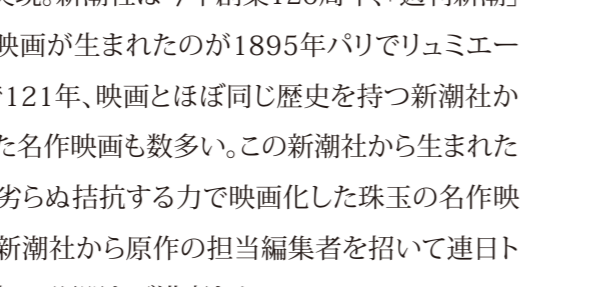 新潮社は今年創業120周年、「週刊新潮」
映画が生まれたのが1895年パリでリュミエー
121年、映画とほぼ同じ歴史を持つ新潮社か
た名作映画も数多い。この新潮社から生まれた
劣らぬ拮抗する力で映画化した珠玉の名作映
新潮社から原作の担当編集者を招いて連日ト